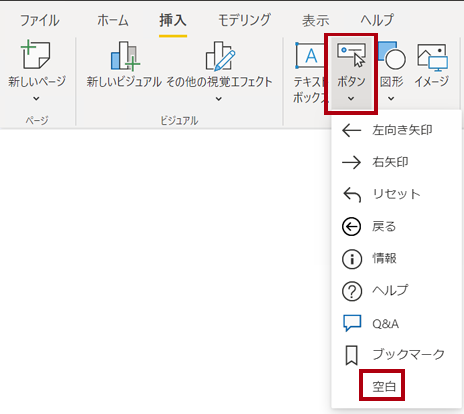 ファイル ホーム 挿入 モデリング 表示 ヘルプ
新しいページ 新しいビジュアル その他の視覚エフェクト テキスト ボックス ボタン 図形 イメージ
ページ ビジュアル
左向き矢印
右矢印
リセット
戻る
情報
ヘルプ
Q&A
ブックマーク
空白